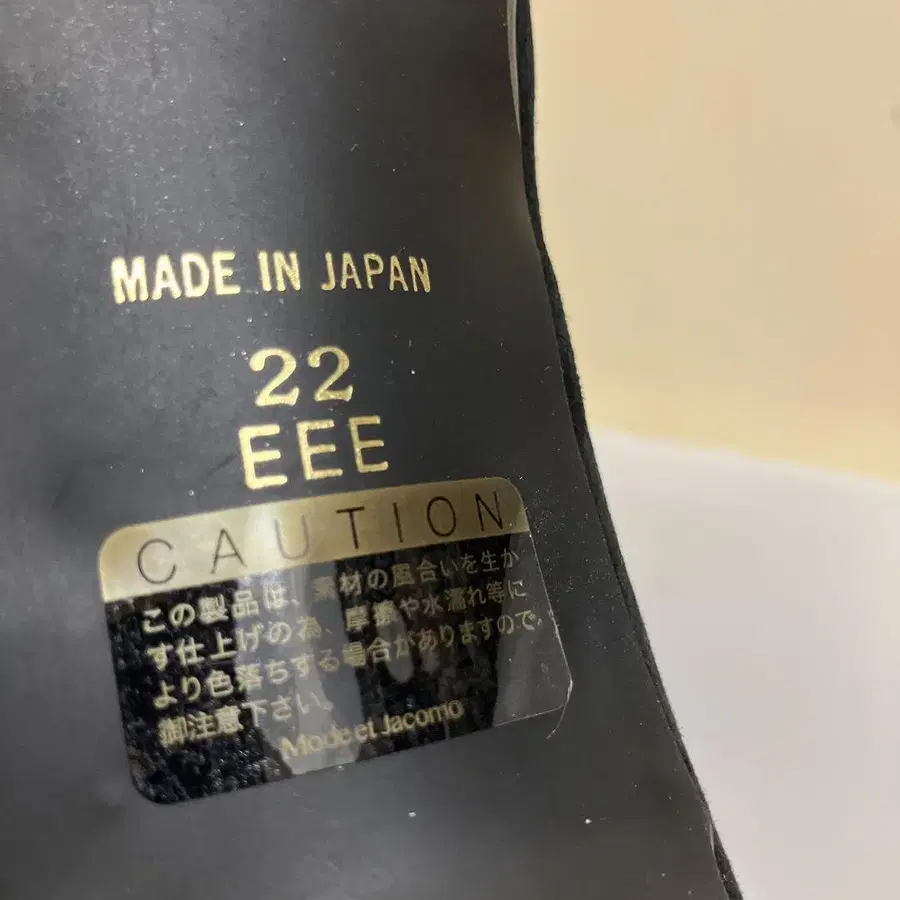 MADE IN JAPAN
22
EEE
CAUTION
この製品は、素材の風合いを生か
す仕上げの為、摩擦や水濡れ等に
より色落ちする場合がありますので
御注意下さい。
Mode et Jacomo